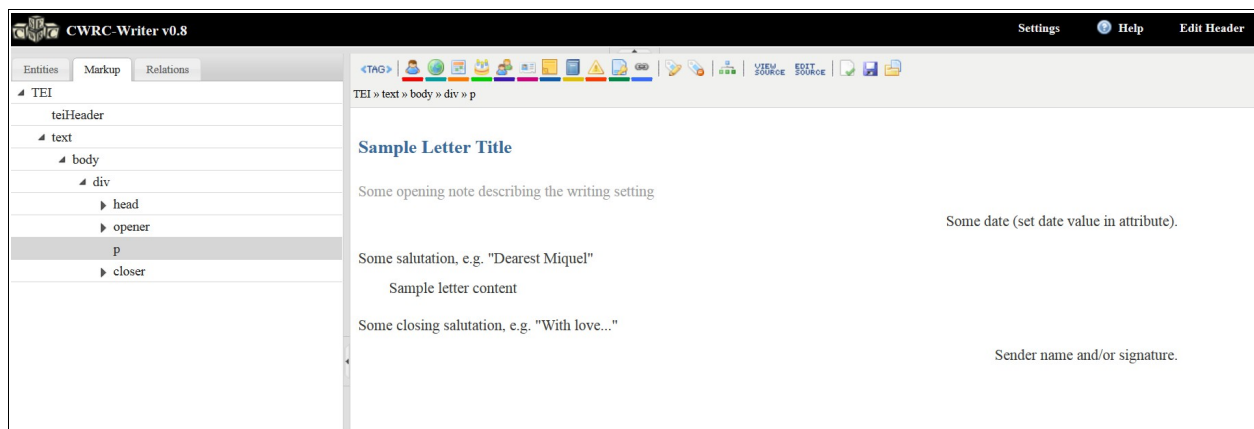 CWRC-Writer v0.8
Settings Help Edit Header
Entities Markup Relations
<TAG> VIEW SOURCE EDIT SOURCE
TEI » text » body » div » p
TEI
teiHeader
text
body
div
head
opener
p
closer
Sample Letter Title
Some opening note describing the writing setting
Some date (set date value in attribute).
Some salutation, e.g. "Dearest Miquel"
Sample letter content
Some closing salutation, e.g. "With love..."
Sender name and/or signature.